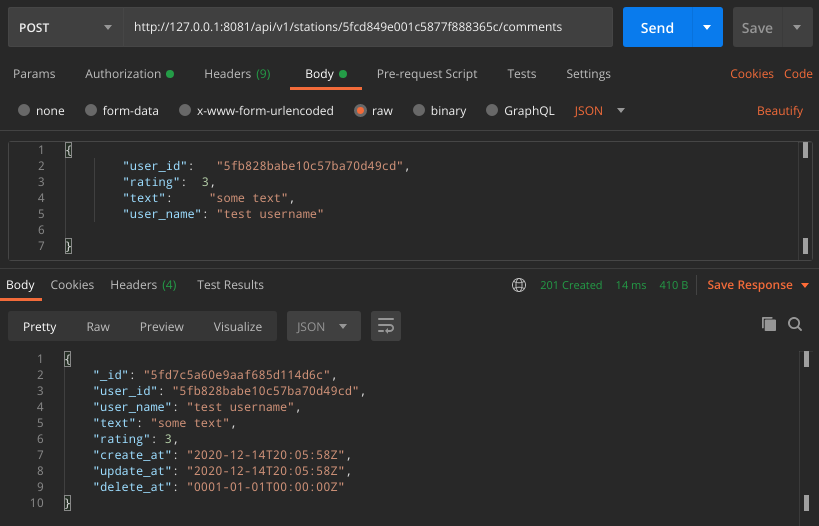 POST http://127.0.0.1:8081/api/v1/stations/5fcd849e001c5877f888365c/comments Send Save
Params Authorization Headers (9) Body Pre-request Script Tests Settings Cookies Code
none form-data x-www-form-urlencoded raw binary GraphQL JSON Beautify
1 {
2 "user_id": "5fb828babe10c57ba70d49cd",
3 "rating": 3,
4 "text": "some text",
5 "user_name": "test username"
6
7 }
Body Cookies Headers (4) Test Results 201 Created 14 ms 410 B Save Response
Pretty Raw Preview Visualize JSON
1 {
2 "_id": "5fd7c5a60e9aaf685d114d6c",
3 "user_id": "5fb828babe10c57ba70d49cd",
4 "user_name": "test username",
5 "text": "some text",
6 "rating": 3,
7 "create_at": "2020-12-14T20:05:58Z",
8 "update_at": "2020-12-14T20:05:58Z",
9 "delete_at": "0001-01-01T00:00:00Z"
10 }